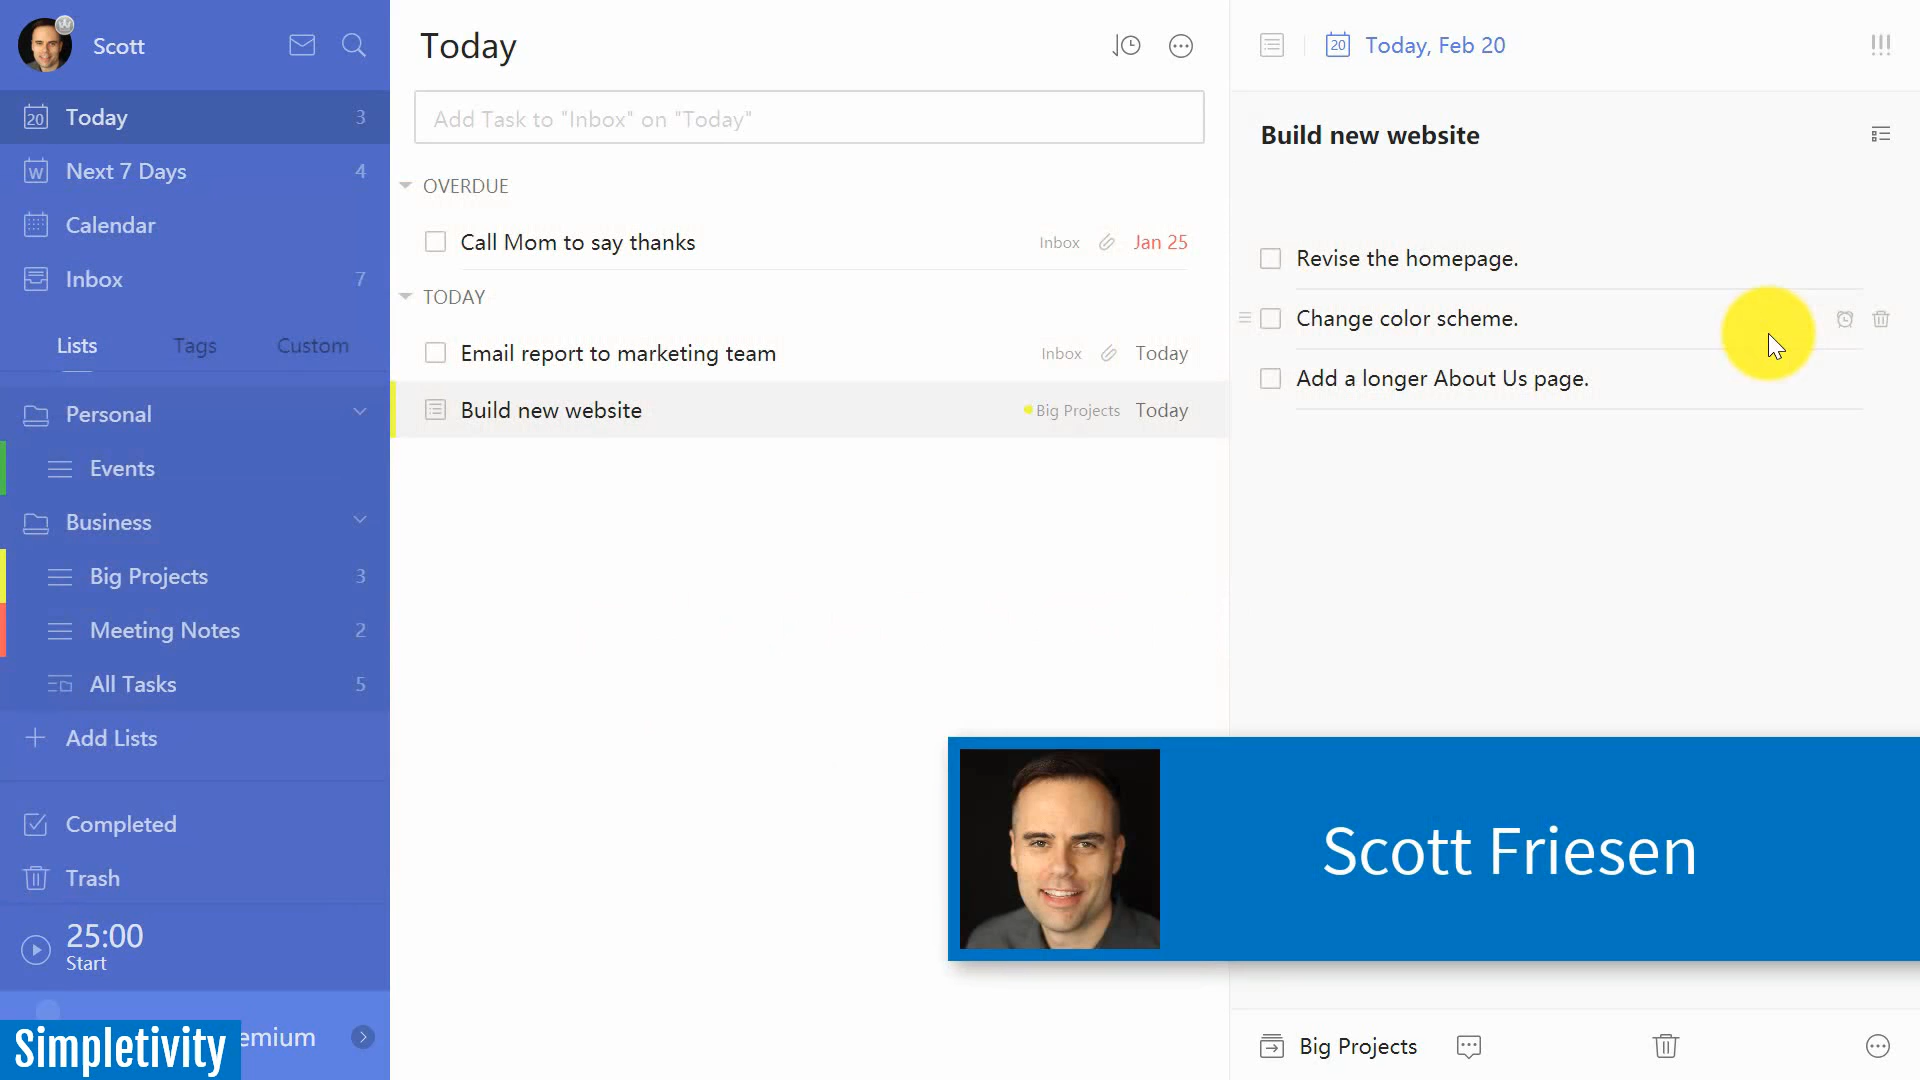 Scott
20 Today 3
W Next 7 Days 4
Calendar
Inbox 7
Lists Tags Custom
Personal
Events
Business
Big Projects 3
Meeting Notes 2
All Tasks 5
Add Lists
Completed
Trash
25:00
Start
emium
Simpletivity
Today
Add Task to "Inbox" on "Today"
OVERDUE
Call Mom to say thanks Inbox Jan 25
TODAY
Email report to marketing team Inbox Today
Build new website Big Projects Today
20 Today, Feb 20
Build new website
Revise the homepage.
Change color scheme.
Add a longer About Us page.
Scott Friesen
Big Projects